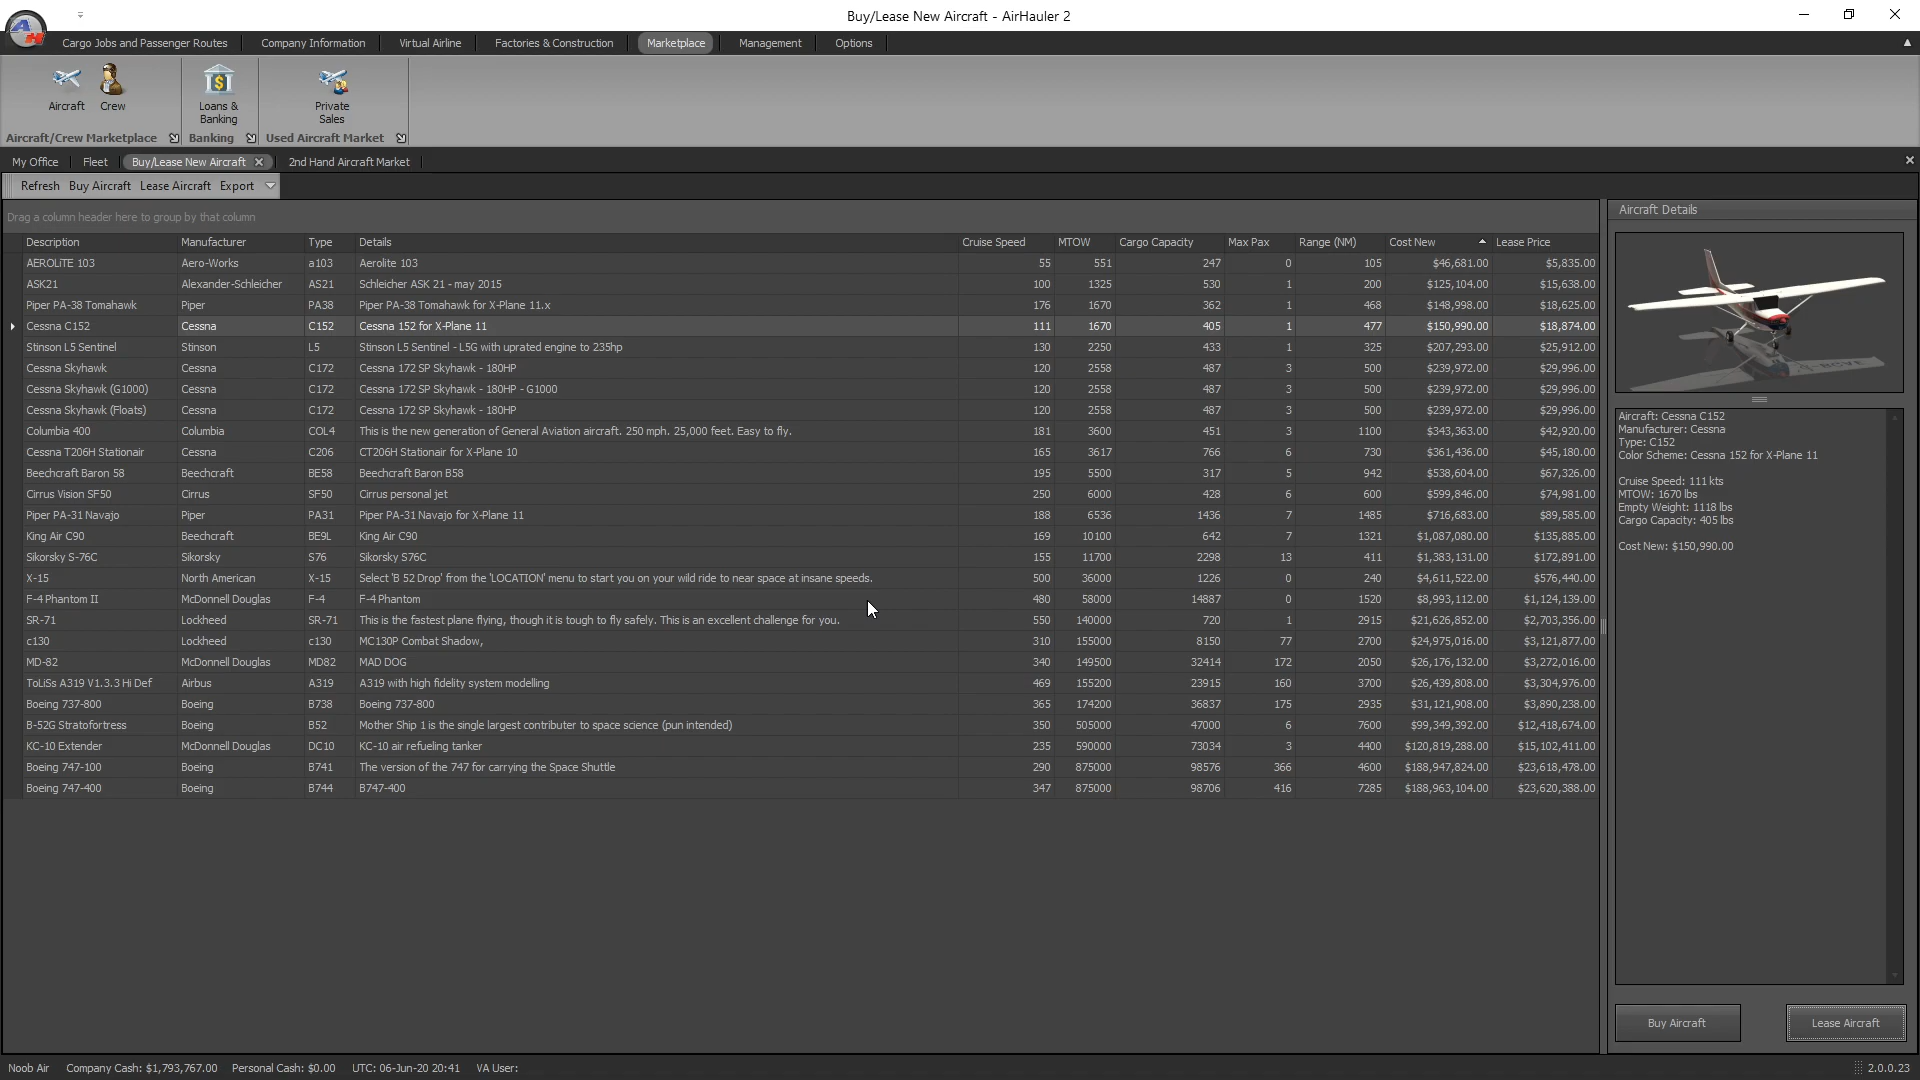 Buy/Lease New Aircraft - AirHauler 2
Cargo Jobs and Passenger Routes Company Information Virtual Airline Factories & Construction Marketplace Management Options
Aircraft Crew Loans & Banking Private Sales
Aircraft/Crew Marketplace Banking Used Aircraft Market
My Office Fleet Buy/Lease New Aircraft 2nd Hand Aircraft Market
Refresh Buy Aircraft Lease Aircraft Export
Drag a column header here to group by that column
Description Manufacturer Type Details Cruise Speed MTOW Cargo Capacity Max Pax Range (NM) Cost New Lease Price
AEROLITE 103 Aero-Works a103 Aerolite 103 55 551 247 0 105 $46,681.00 $5,835.00
ASK21 Alexander-Schleicher AS21 Schleicher ASK 21 - may 2015 100 1325 530 1 200 $125,104.00 $15,638.00
Piper PA-38 Tomahawk Piper PA38 Piper PA-38 Tomahawk for X-Plane 11.x 176 1670 362 1 468 $148,998.00 $18,625.00
Cessna C152 Cessna C152 Cessna 152 for X-Plane 11 111 1670 405 1 477 $150,990.00 $18,874.00
Stinson L5 Sentinel Stinson L5 Stinson L5 Sentinel - L5G with uprated engine to 235hp 130 2250 433 1 325 $207,293.00 $25,912.00
Cessna Skyhawk Cessna C172 Cessna 172 SP Skyhawk - 180HP 120 2558 487 3 500 $239,972.00 $29,996.00
Cessna Skyhawk (G1000) Cessna C172 Cessna 172 SP Skyhawk - 180HP - G1000 120 2558 487 3 500 $239,972.00 $29,996.00
Cessna Skyhawk (Floats) Cessna C172 Cessna 172 SP Skyhawk - 180HP 120 2558 487 3 500 $239,972.00 $29,996.00
Columbia 400 Columbia COL4 This is the new generation of General Aviation aircraft. 250 mph. 25,000 feet. Easy to fly. 181 3600 451 3 1100 $343,363.00 $42,920.00
Cessna T206H Stationair Cessna C206 CT206H Stationair for X-Plane 10 165 3617 766 6 730 $361,436.00 $45,180.00
Beechcraft Baron 58 Beechcraft BE58 Beechcraft Baron B58 195 5500 317 5 942 $538,604.00 $67,326.00
Cirrus Vision SF50 Cirrus SF50 Cirrus personal jet 250 6000 428 6 600 $599,846.00 $74,981.00
Piper PA-31 Navajo Piper PA31 Piper PA-31 Navajo for X-Plane 11 188 6536 1436 7 1485 $716,683.00 $89,585.00
King Air C90 Beechcraft BE9L King Air C90 169 10100 642 7 1321 $1,087,080.00 $135,885.00
Sikorsky S-76C Sikorsky S76 Sikorsky S76C 155 11700 2298 13 411 $1,383,131.00 $172,891.00
X-15 North American X-15 Select 'B 52 Drop' from the 'LOCATION' menu to start you on your wild ride to near space at insane speeds. 500 36000 1226 0 240 $4,611,522.00 $576,440.00
F-4 Phantom II McDonnell Douglas F-4 F-4 Phantom 480 58000 14887 0 1520 $8,993,112.00 $1,124,139.00
SR-71 Lockheed SR-71 This is the fastest plane flying, though it is tough to fly safely. This is an excellent challenge for you. 550 140000 720 1 2915 $21,626,852.00 $2,703,356.00
c130 Lockheed c130 MC130P Combat Shadow, 310 155000 8150 77 2700 $24,975,016.00 $3,121,877.00
MD-82 McDonnell Douglas MD82 MAD DOG 340 149500 32414 172 2050 $26,176,132.00 $3,272,016.00
ToLiSs A319 V1.3.3 Hi Def Airbus A319 A319 with high fidelity system modelling 469 155200 23915 160 3700 $26,439,808.00 $3,304,976.00
Boeing 737-800 Boeing B738 Boeing 737-800 365 174200 36837 175 2935 $31,121,908.00 $3,890,238.00
B-52G Stratofortress Boeing B52 Mother Ship 1 is the single largest contributer to space science (pun intended) 350 505000 47000 6 7600 $99,349,392.00 $12,418,674.00
KC-10 Extender McDonnell Douglas DC10 KC-10 air refueling tanker 235 590000 73034 3 4400 $120,819,288.00 $15,102,411.00
Boeing 747-100 Boeing B741 The version of the 747 for carrying the Space Shuttle 290 875000 98576 366 4600 $188,947,824.00 $23,618,478.00
Boeing 747-400 Boeing B744 B747-400 347 875000 98706 416 7285 $188,963,104.00 $23,620,388.00
Aircraft Details
Aircraft: Cessna C152
Manufacturer: Cessna
Type: C152
Color Scheme: Cessna 152 for X-Plane 11
Cruise Speed: 111 kts
MTOW: 1670 lbs
Empty Weight: 1118 lbs
Cargo Capacity: 405 lbs
Cost New: $150,990.00
Buy Aircraft Lease Aircraft
Noob Air Company Cash: $1,793,767.00 Personal Cash: $0.00 UTC: 06-Jun-20 20:41 VA User: 2.0.0.23